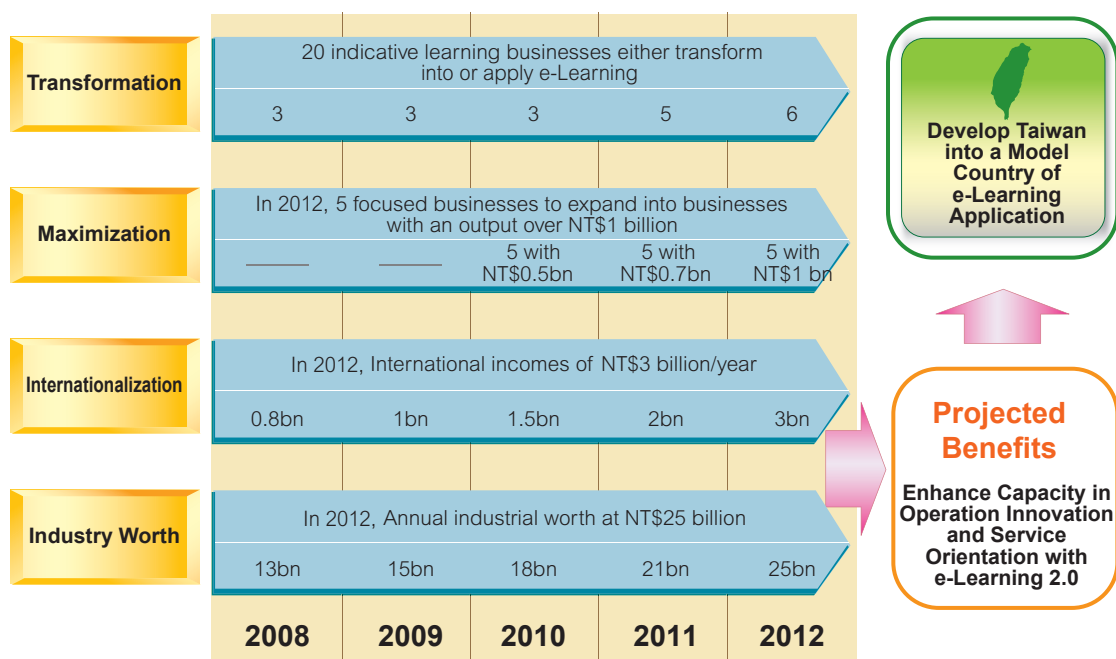 Transformation
20 indicative learning businesses either transform
into or apply e-Learning
3 3 3 5 6
Maximization
In 2012, 5 focused businesses to expand into businesses
with an output over NT$1 billion
5 with 5 with 5 with
NT$0.5bn NT$0.7bn NT$1 bn
Internationalization
In 2012, International incomes of NT$3 billion/year
0.8bn 1bn 1.5bn 2bn 3bn
Industry Worth
In 2012, Annual industrial worth at NT$25 billion
13bn 15bn 18bn 21bn 25bn
2008 2009 2010 2011 2012
Develop Taiwan
into a Model
Country of
e-Learning
Application
Projected
Benefits
Enhance Capacity in
Operation Innovation
and Service
Orientation with
e-Learning 2.0